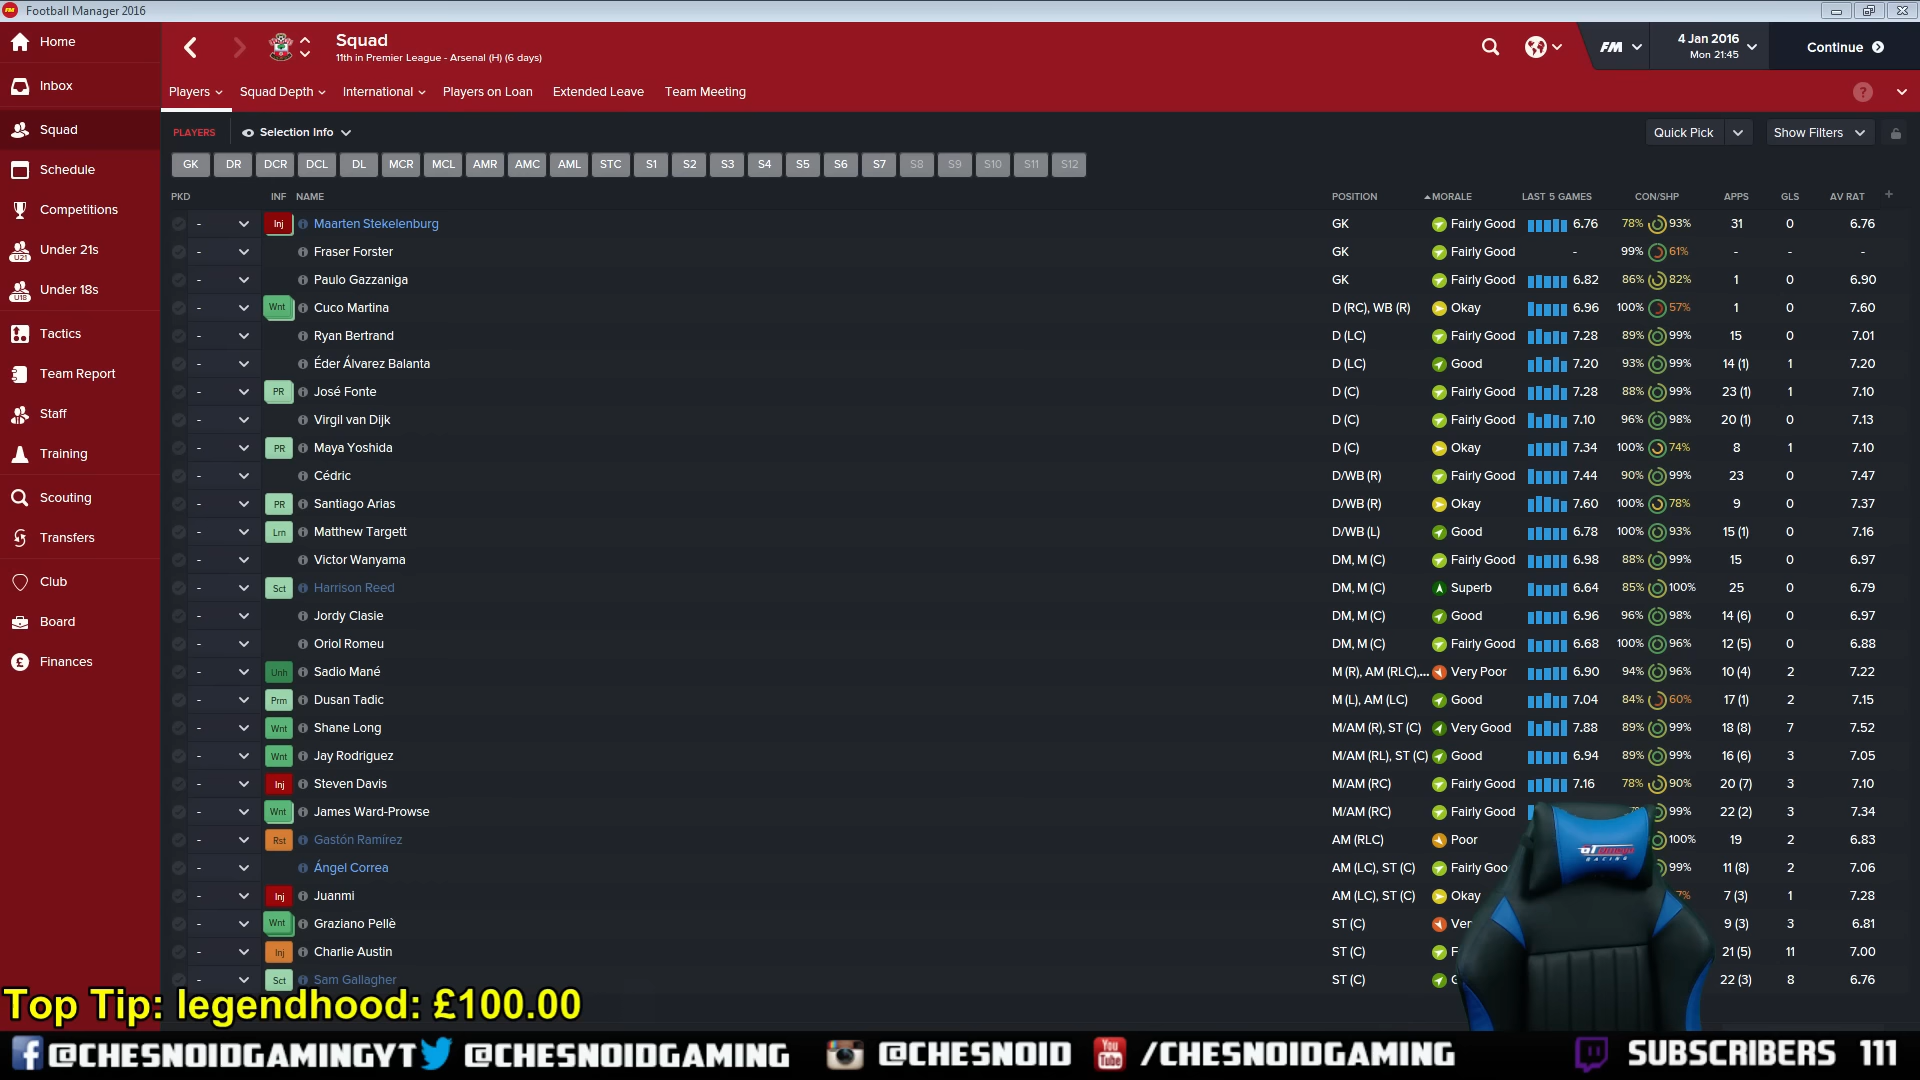 Football Manager 2016
Home
Inbox
Squad
Schedule
Competitions
Under 21s
Under 18s
Tactics
Team Report
Staff
Training
Scouting
Transfers
Club
Board
Finances
Squad
11th in Premier League - Arsenal (H) (6 days)
FM
4 Jan 2016
Mon 21:45
Continue
Players Squad Depth International Players on Loan Extended Leave Team Meeting
PLAYERS Selection Info Quick Pick Show Filters
GK DR DCR DCL DL MCR MCL AMR AMC AML STC S1 S2 S3 S4 S5 S6 S7 S8 S9 S10 S11 S12
PKD INF NAME POSITION MORALE LAST 5 GAMES CON/SHP APPS GLS AV RAT +
- Inj Maarten Stekelenburg GK Fairly Good 6.76 78% 93% 31 0 6.76
- Fraser Forster GK Fairly Good - 99% 61% - - -
- Paulo Gazzaniga GK Fairly Good 6.82 86% 82% 1 0 6.90
- Wnt Cuco Martina D (RC), WB (R) Okay 6.96 100% 57% 1 0 7.60
- Ryan Bertrand D (LC) Fairly Good 7.28 89% 99% 15 0 7.01
- Éder Álvarez Balanta D (LC) Good 7.20 93% 99% 14 (1) 1 7.20
- PR José Fonte D (C) Fairly Good 7.28 88% 99% 23 (1) 1 7.10
- Virgil van Dijk D (C) Fairly Good 7.10 96% 98% 20 (1) 0 7.13
- PR Maya Yoshida D (C) Okay 7.34 100% 74% 8 1 7.10
- Cédric D/WB (R) Fairly Good 7.44 90% 99% 23 0 7.47
- PR Santiago Arias D/WB (R) Okay 7.60 100% 78% 9 0 7.37
- Lrn Matthew Targett D/WB (L) Good 6.78 100% 93% 15 (1) 0 7.16
- Victor Wanyama DM, M (C) Fairly Good 6.98 88% 99% 15 0 6.97
- Sct Harrison Reed DM, M (C) Superb 6.64 85% 100% 25 0 6.79
- Jordy Clasie DM, M (C) Good 6.96 96% 98% 14 (6) 0 6.97
- Oriol Romeu DM, M (C) Fairly Good 6.68 100% 96% 12 (5) 0 6.88
- Unh Sadio Mané M (R), AM (RLC),... Very Poor 6.90 94% 96% 10 (4) 2 7.22
- Prm Dusan Tadic M (L), AM (LC) Good 7.04 84% 60% 17 (1) 2 7.15
- Wnt Shane Long M/AM (R), ST (C) Very Good 7.88 89% 99% 18 (8) 7 7.52
- Wnt Jay Rodriguez M/AM (RL), ST (C) Good 6.94 89% 99% 16 (6) 3 7.05
- Inj Steven Davis M/AM (RC) Fairly Good 7.16 78% 90% 20 (7) 3 7.10
- Wnt James Ward-Prowse M/AM (RC) Fairly Good 99% 22 (2) 3 7.34
- Rst Gastón Ramírez AM (RLC) Poor 100% 19 2 6.83
- Ángel Correa AM (LC), ST (C) Fairly Goo 99% 11 (8) 2 7.06
- Inj Juanmi AM (LC), ST (C) Okay 7% 7 (3) 1 7.28
- Wnt Graziano Pellè ST (C) Ver 9 (3) 3 6.81
- Inj Charlie Austin ST (C) F 21 (5) 11 7.00
- Sct Sam Gallagher ST (C) 22 (3) 8 6.76
Top Tip: legendhood: £100.00
@CHESNOIDGAMINGYT @CHESNOIDGAMING @CHESNOID You Tube /CHESNOIDGAMING SUBSCRIBERS 111